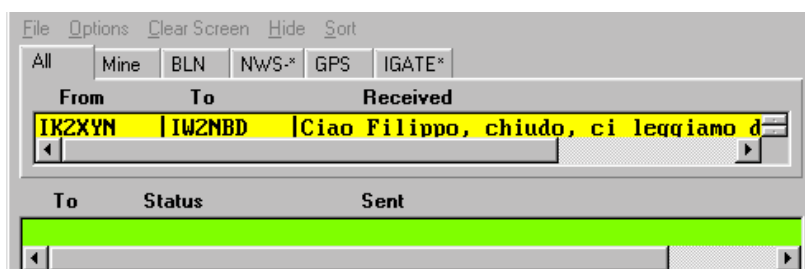 File Options Clear Screen Hide Sort
All Mine BLN NWS-* GPS IGATE*
From To Received
IK2XYN |IW2NBD |Ciao Filippo, chiudo, ci leggiamo d
To Status Sent